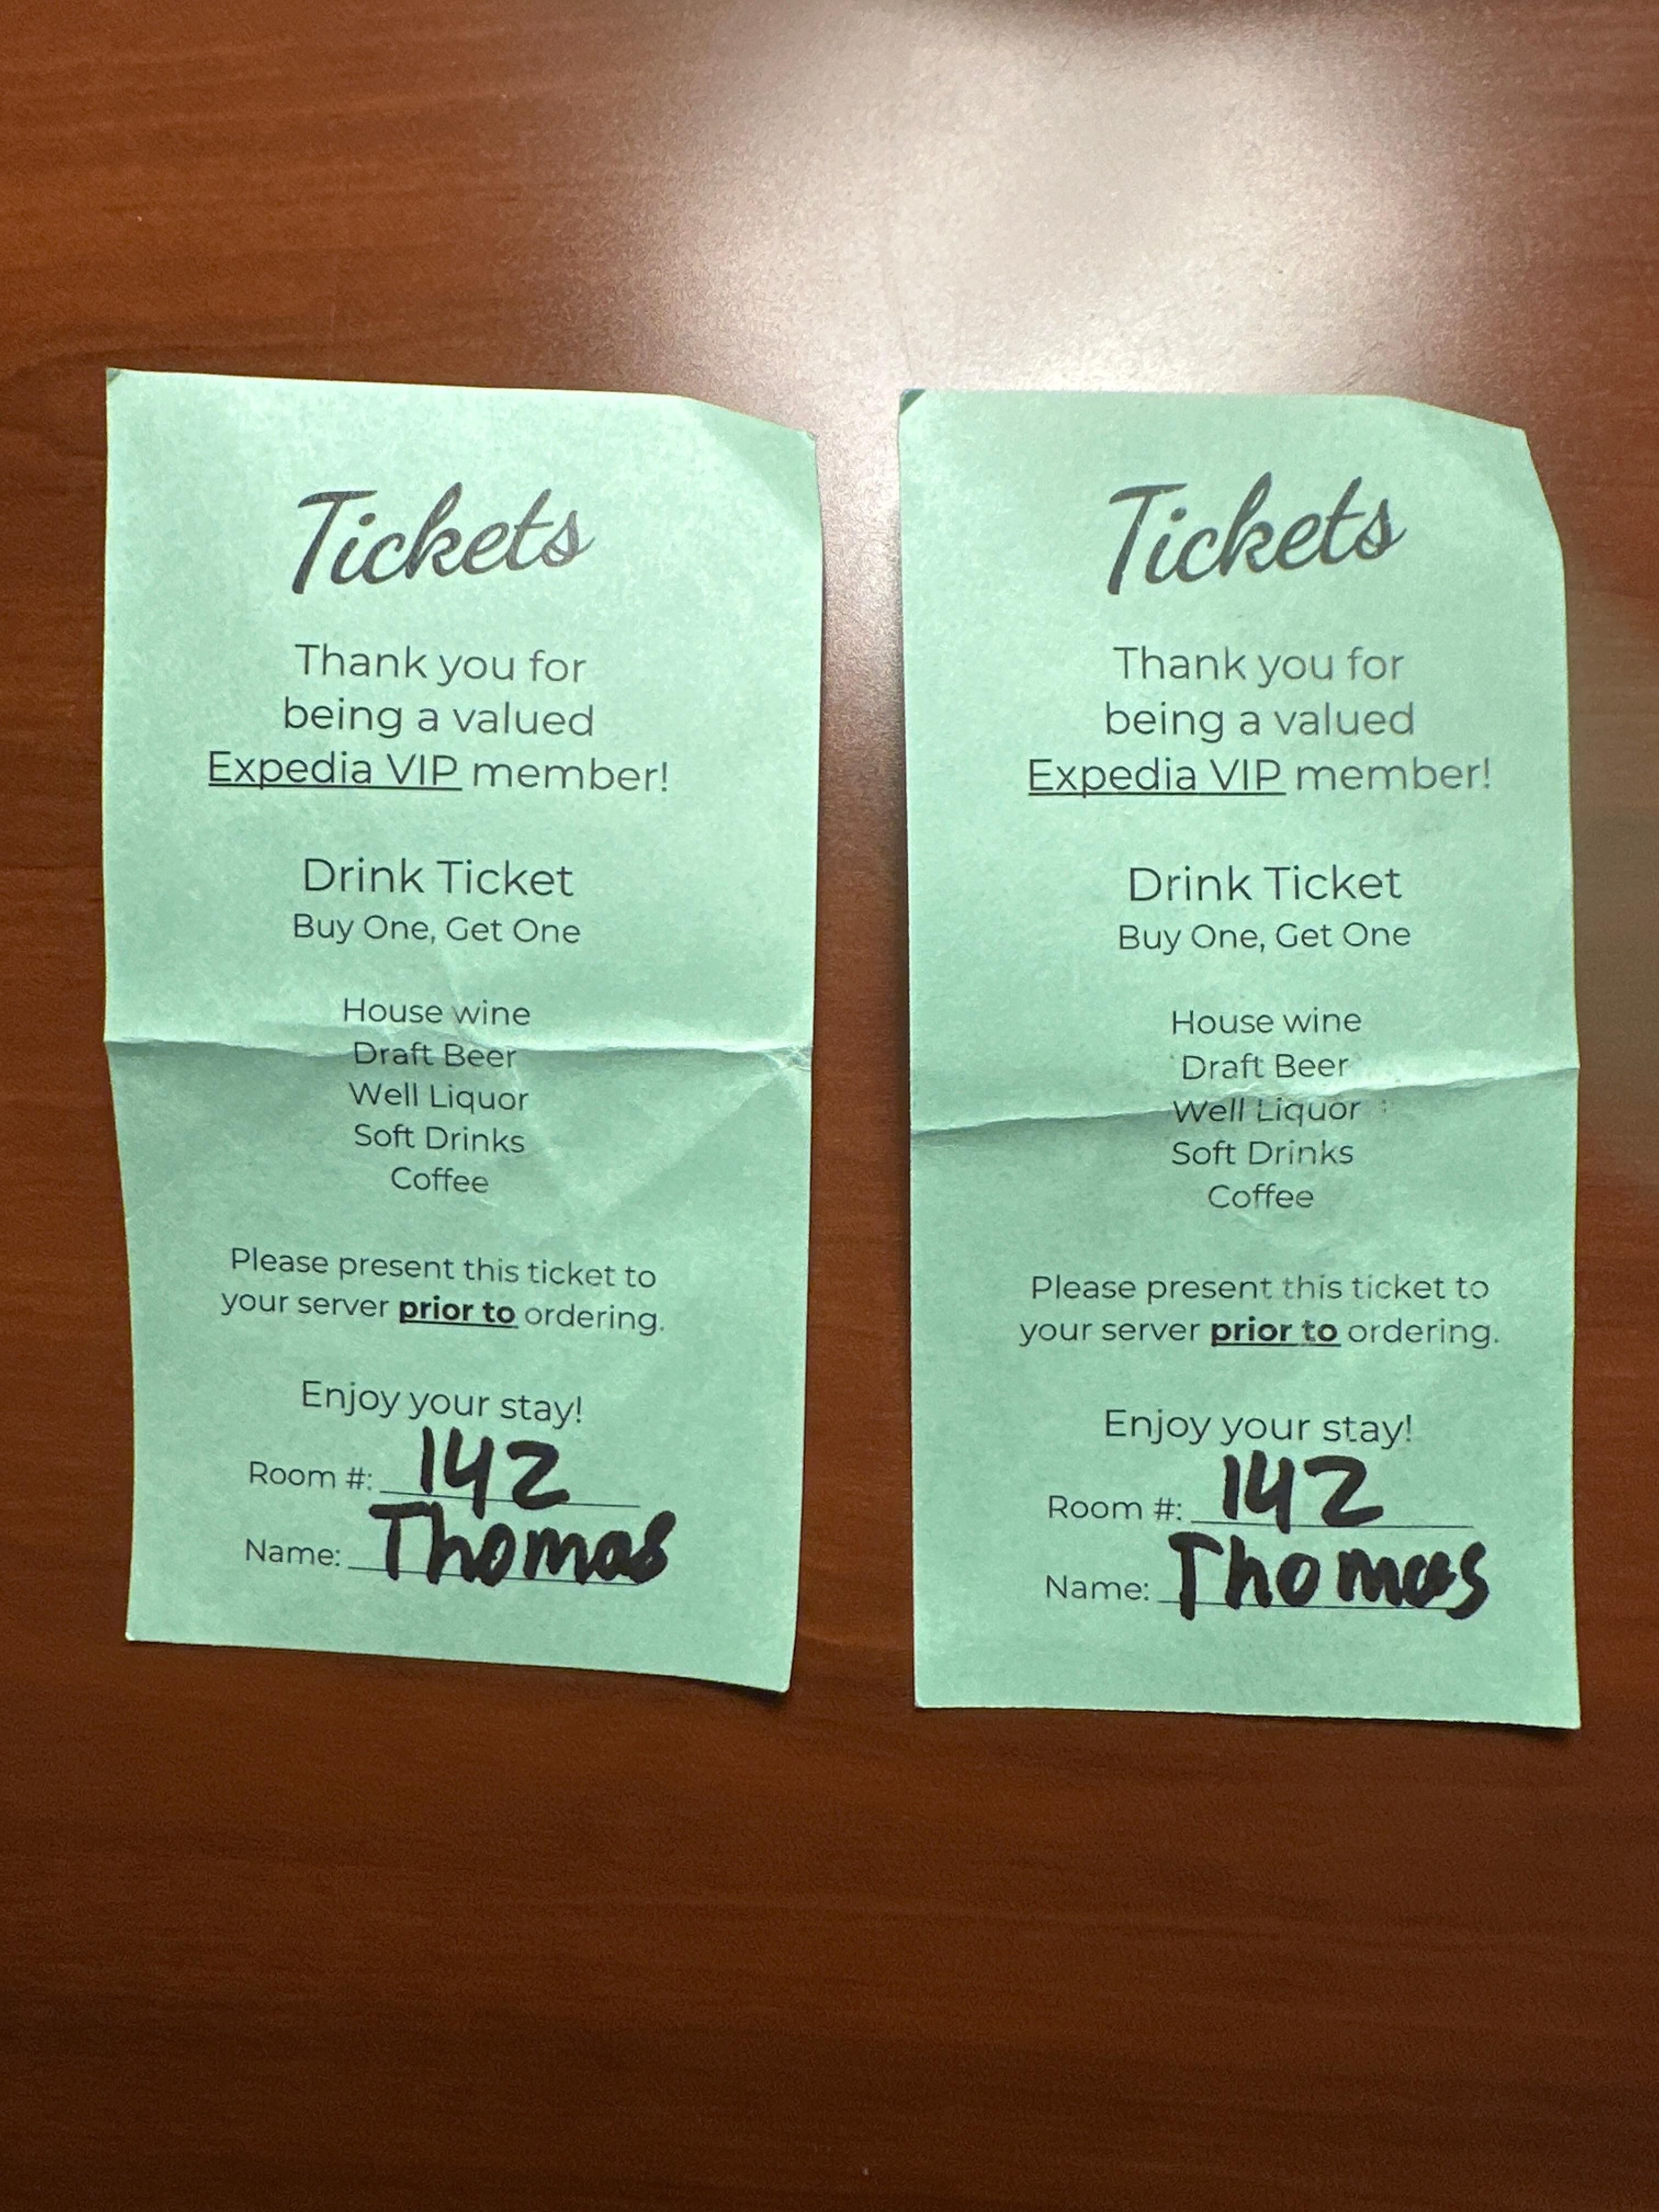 Tickets
Thank you for
being a valued
Expedia VIP member!
Drink Ticket
Buy One, Get One
House wine
Draft Beer
Well Liquor
Soft Drinks
Coffee
Please present this ticket to
your server prior to ordering.
Enjoy your stay!
Room #: 142
Name: Thomas
Tickets
Thank you for
being a valued
Expedia VIP member!
Drink Ticket
Buy One, Get One
House wine
Draft Beer
Well Liquor
Soft Drinks
Coffee
Please present this ticket to
your server prior to ordering.
Enjoy your stay!
Room #: 142
Name: Thomas